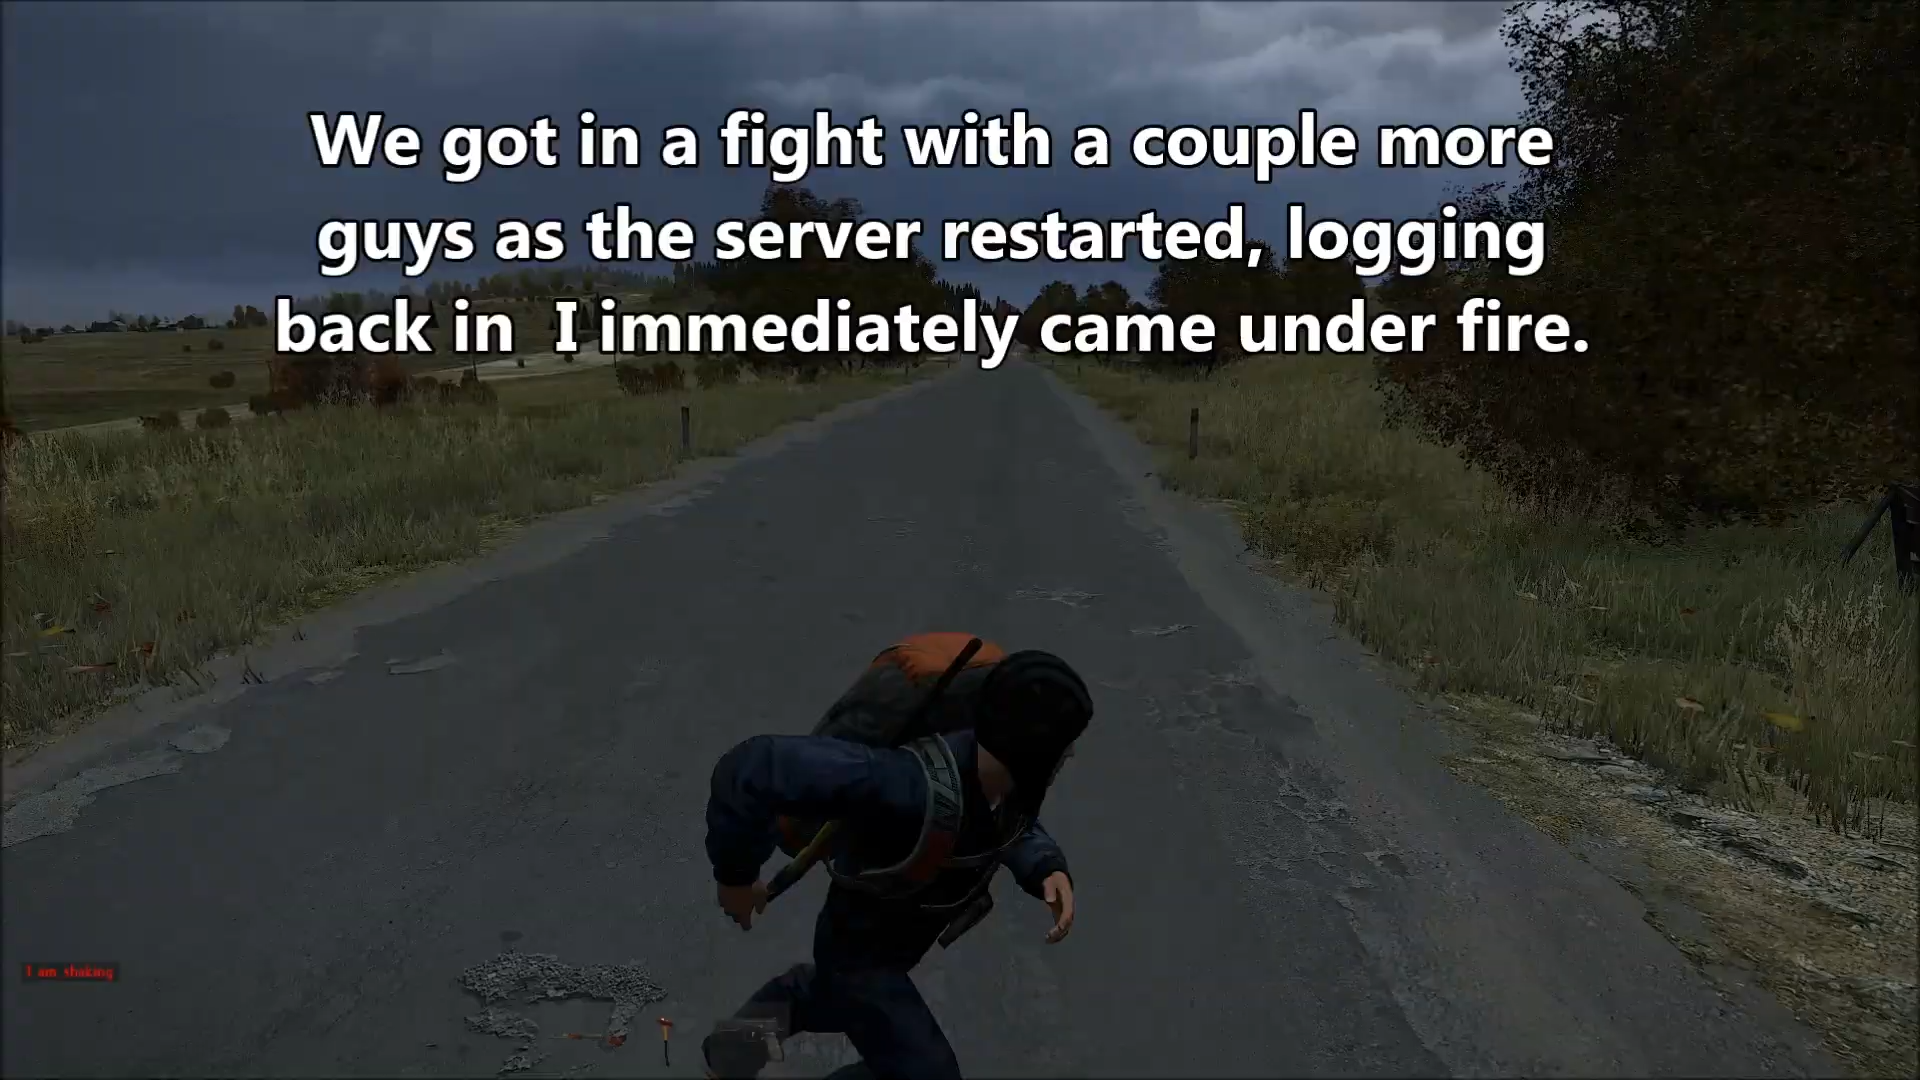 We got in a fight with a couple more
guys as the server restarted, logging
back in  I immediately came under fire.
I am shaking